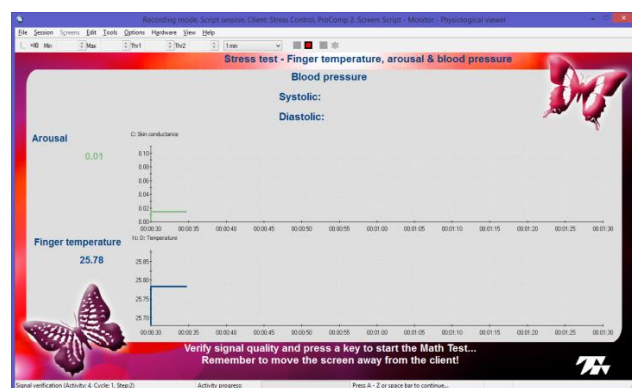 Recording mode. Script session. Client: Stress Control, ProComp 2. Screens Script - Monitor - Physiological viewer
File Session Screens Edit Tools Options Hardware View Help
Min Max Thr1 Thr2 1 min
Stress test - Finger temperature, arousal & blood pressure
Blood pressure
Systolic:
Diastolic:
Arousal
C: Skin conductance
0.01
0.10
0.08
0.06
0.04
0.02
0.00
00:00:30 00:00:35 00:00:40 00:00:45 00:00:50 00:00:55 00:01:00 00:01:05 00:01:10 00:01:15 00:01:20 00:01:25 00:01:30
Finger temperature
D: Temperature
25.78
25.85
25.80
25.75
25.70
00:00:30 00:00:35 00:00:40 00:00:45 00:00:50 00:00:55 00:01:00 00:01:05 00:01:10 00:01:15 00:01:20 00:01:25 00:01:30
Verify signal quality and press a key to start the Math Test...
Remember to move the screen away from the client!
Signal verification (Activity: 4, Cycle: 1, Step:2) Activity progress: Press A - Z or space bar to continue...